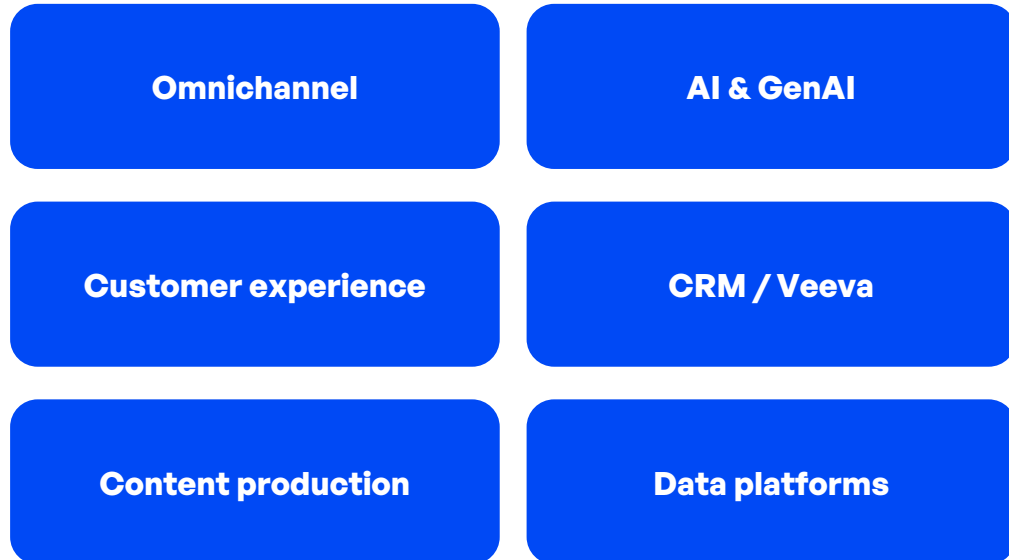 Omnichannel
AI & GenAI
Customer experience
CRM / Veeva
Content production
Data platforms